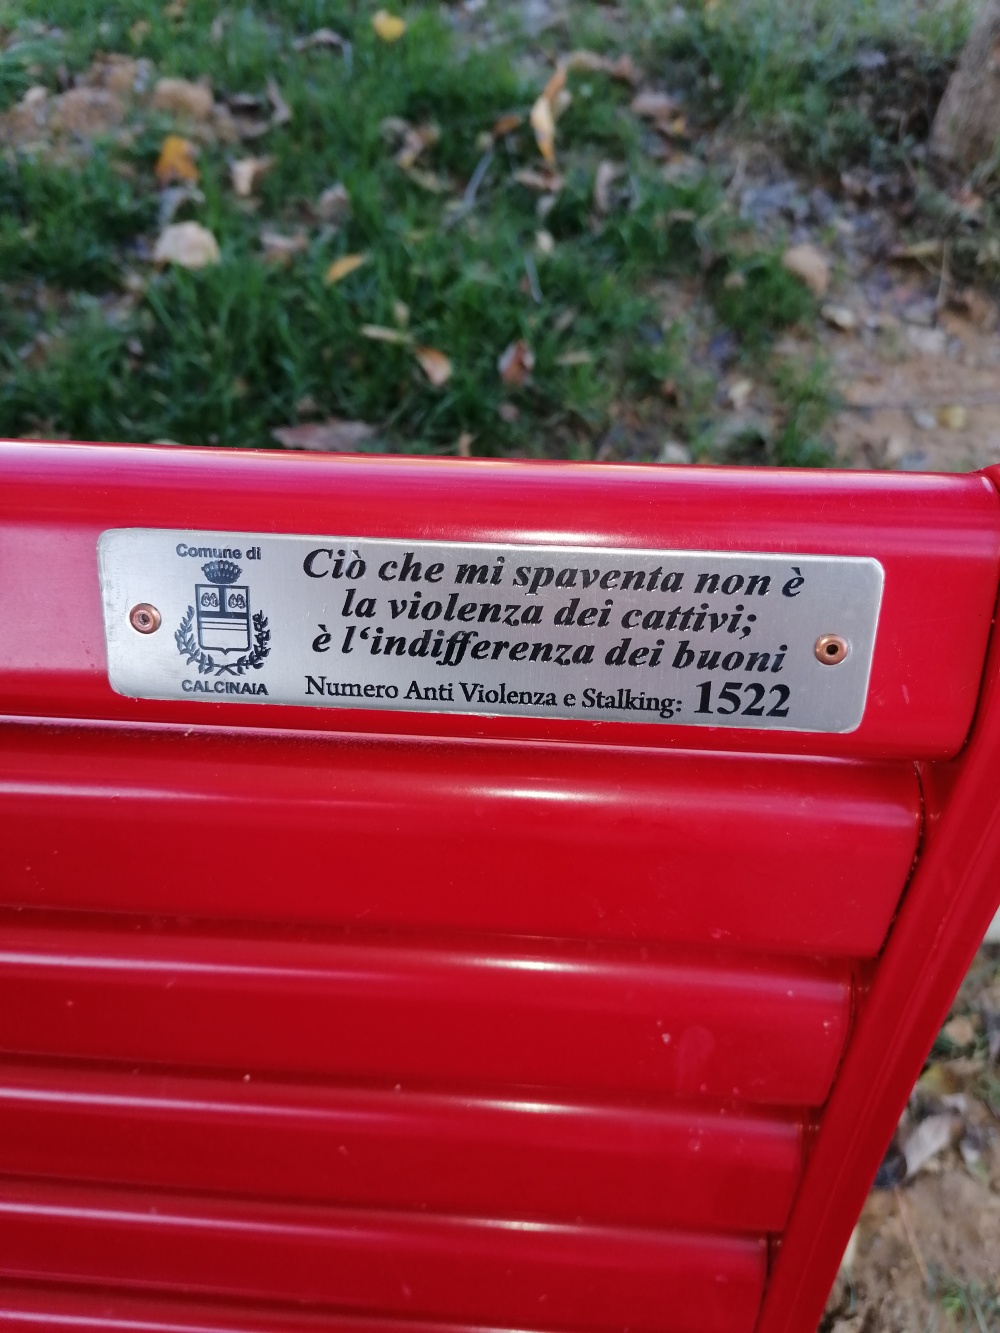 Comune di
CALCINAIA
Ciò che mi spaventa non è
la violenza dei cattivi;
è l‘indifferenza dei buoni
Numero Anti Violenza e Stalking: 1522